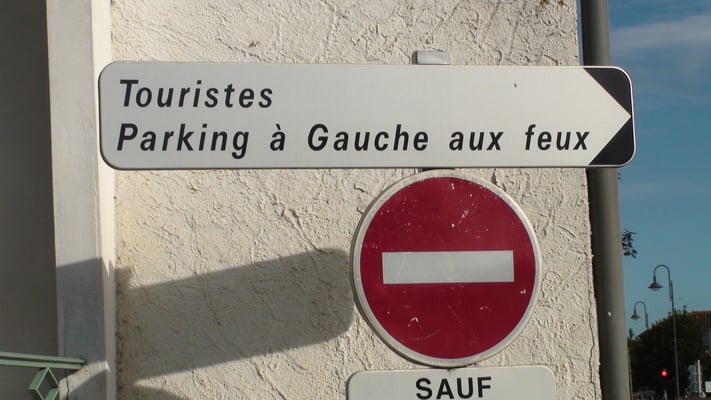 Touristes
Parking à Gauche aux feux
SAUF